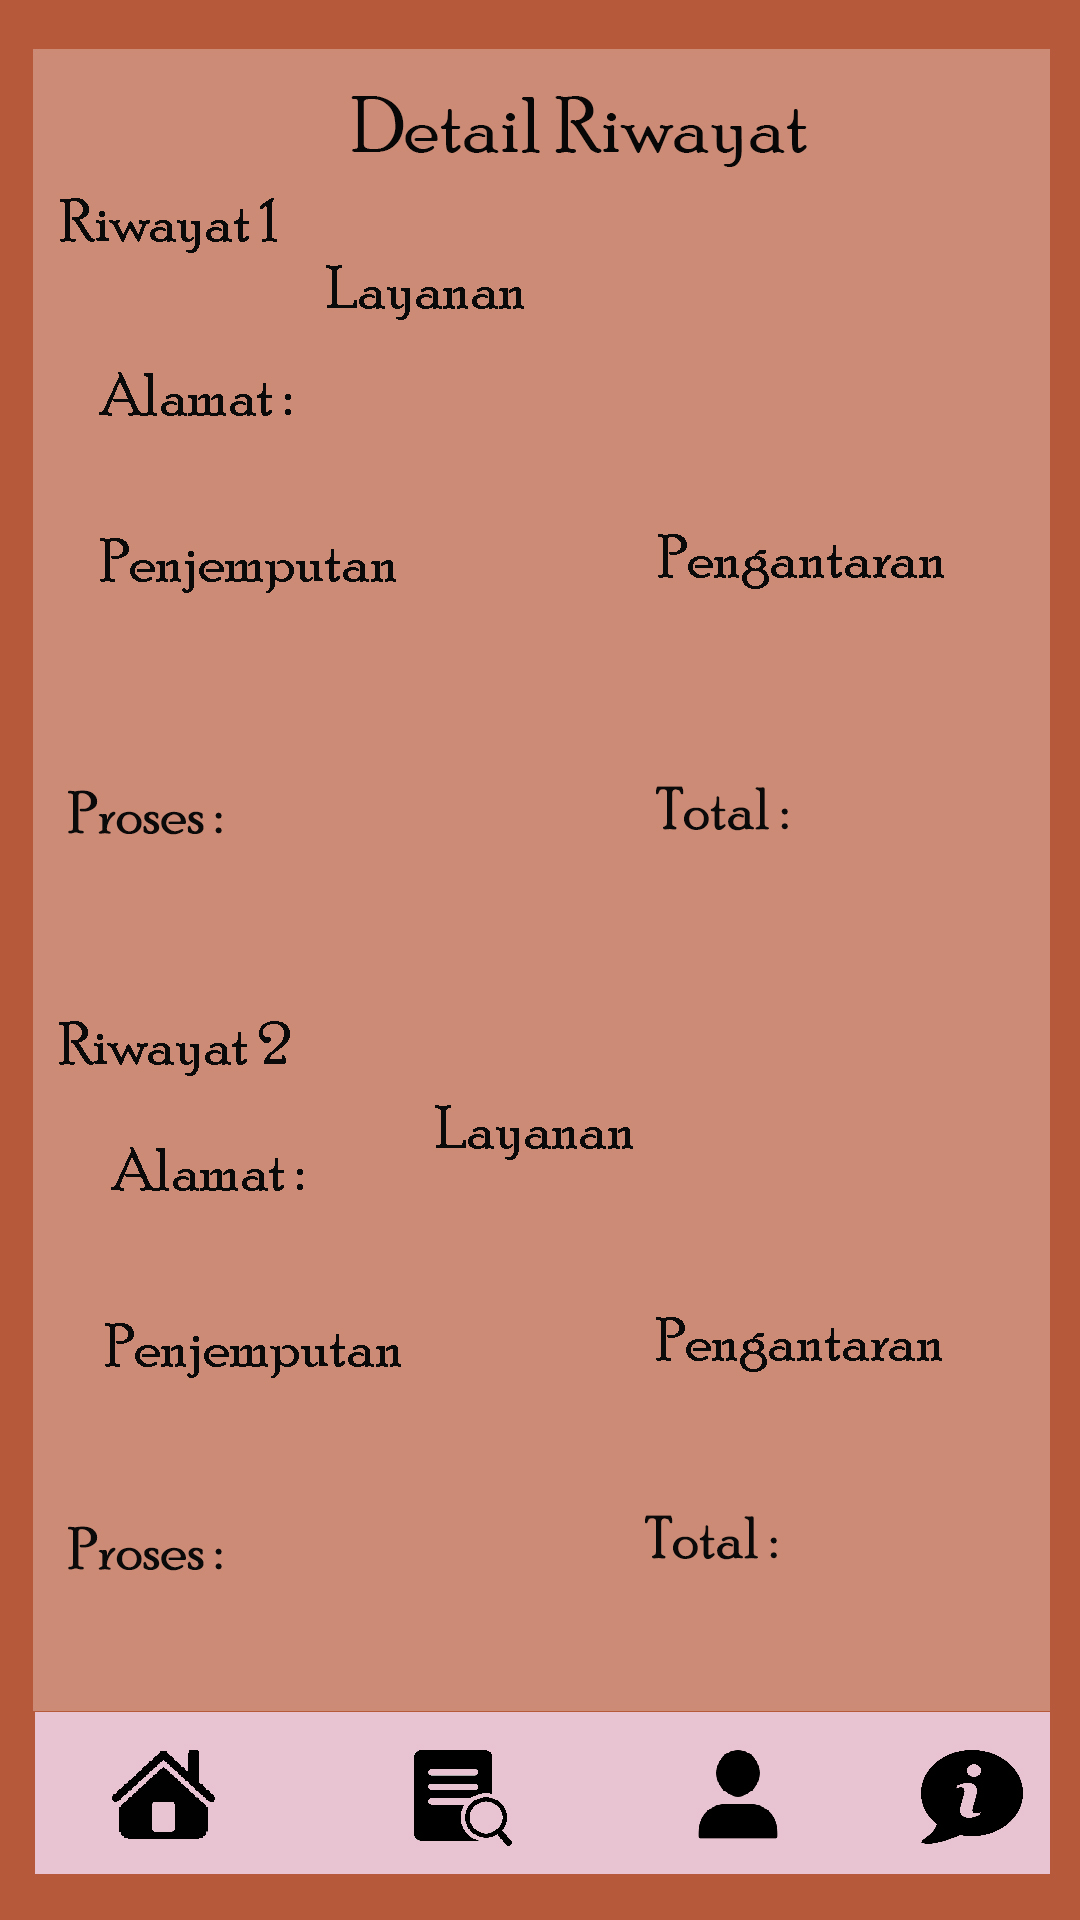 Detail Riwayat
Riwayat 1
Layanan
Alamat :
Penjemputan
Pengantaran
Proses :
Total :
Riwayat 2
Layanan
Alamat :
Penjemputan
Pengantaran
Proses :
Total :
i